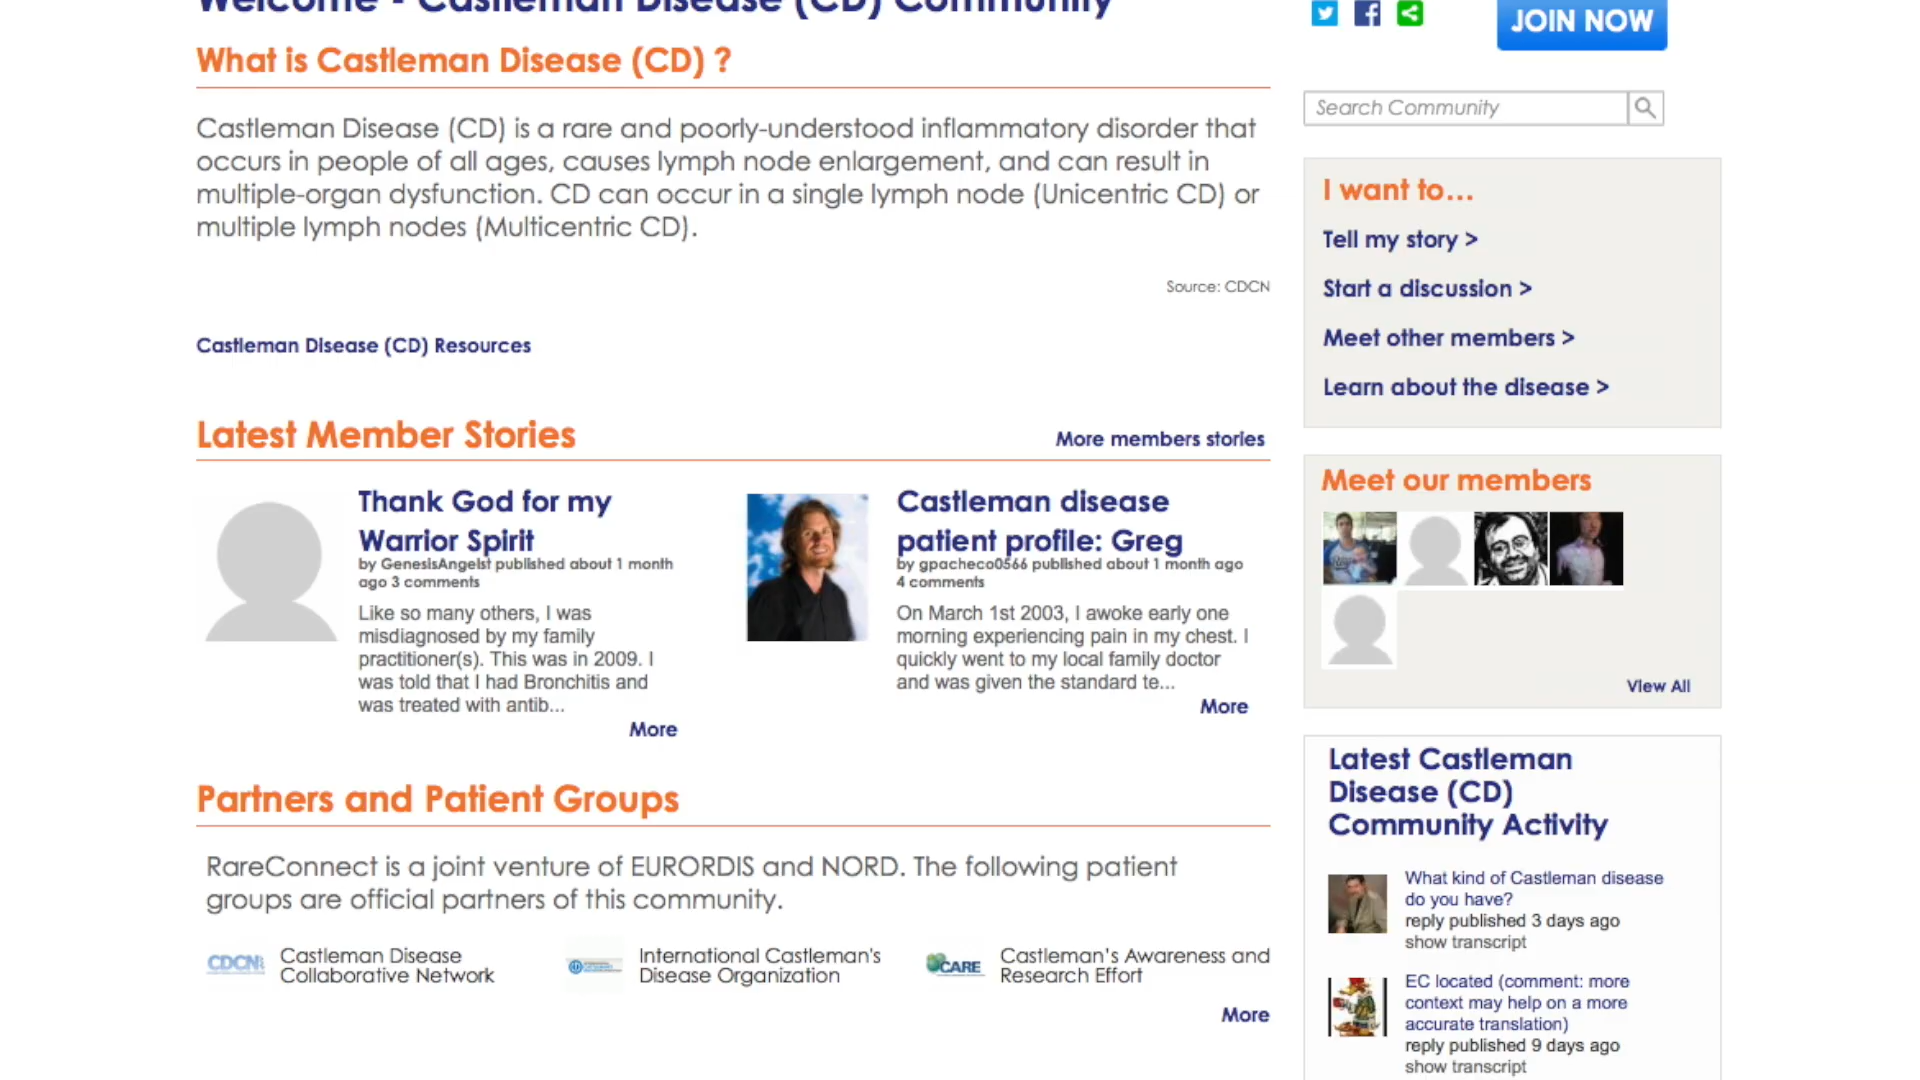 Welcome - Castleman Disease (CD) Community
What is Castleman Disease (CD) ?
Castleman Disease (CD) is a rare and poorly-understood inflammatory disorder that
occurs in people of all ages, causes lymph node enlargement, and can result in
multiple-organ dysfunction. CD can occur in a single lymph node (Unicentric CD) or
multiple lymph nodes (Multicentric CD).
Source: CDCN
Castleman Disease (CD) Resources
Latest Member Stories
More members stories
Thank God for my
Warrior Spirit
by GenesisAngelst published about 1 month
ago 3 comments
Like so many others, I was
misdiagnosed by my family
practitioner(s). This was in 2009. I
was told that I had Bronchitis and
was treated with antib...
More
Castleman disease
patient profile: Greg
by gpacheco0566 published about 1 month ago
4 comments
On March 1st 2003, I awoke early one
morning experiencing pain in my chest. I
quickly went to my local family doctor
and was given the standard te...
More
Partners and Patient Groups
RareConnect is a joint venture of EURORDIS and NORD. The following patient
groups are official partners of this community.
CDCN
Castleman Disease
Collaborative Network
International Castleman's
Disease Organization
CARE
Castleman's Awareness and
Research Effort
More
JOIN NOW
Search Community
I want to...
Tell my story >
Start a discussion >
Meet other members >
Learn about the disease >
Meet our members
View All
Latest Castleman
Disease (CD)
Community Activity
What kind of Castleman disease
do you have?
reply published 3 days ago
show transcript
EC located (comment: more
context may help on a more
accurate translation)
reply published 9 days ago
show transcript